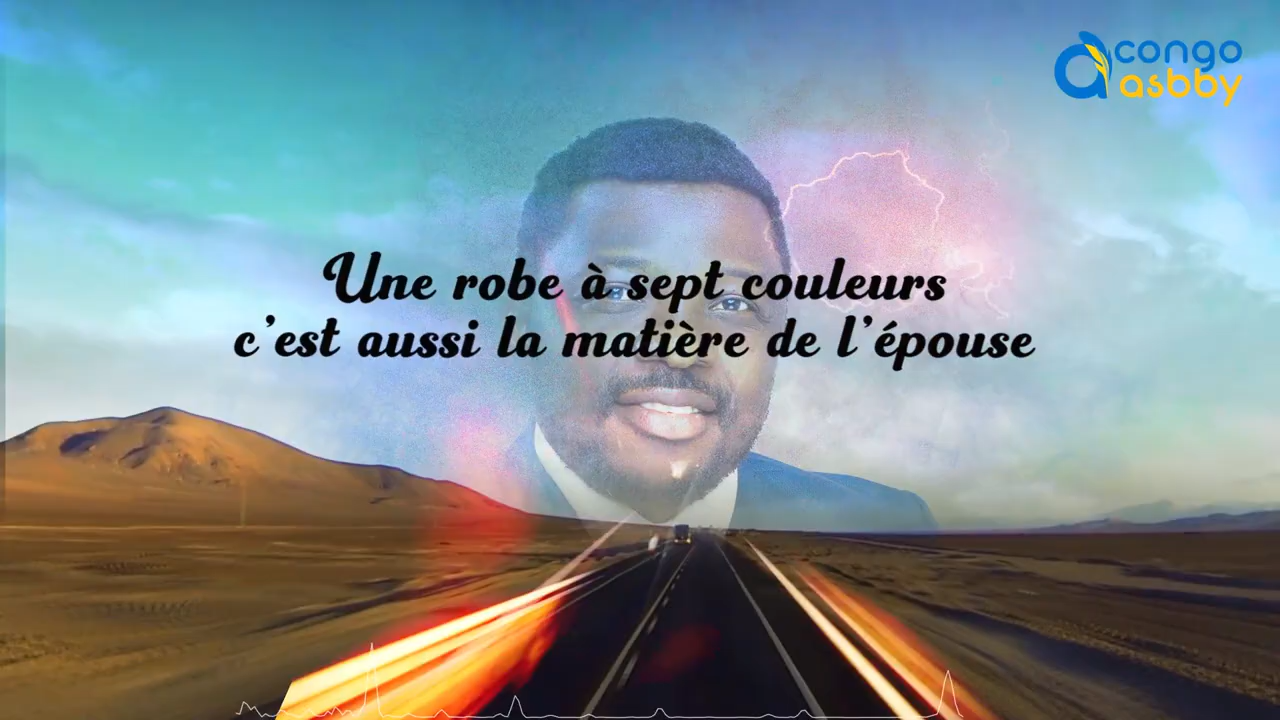 congo
asbby
Une robe à sept couleurs
c'est aussi la matière de l'épouse